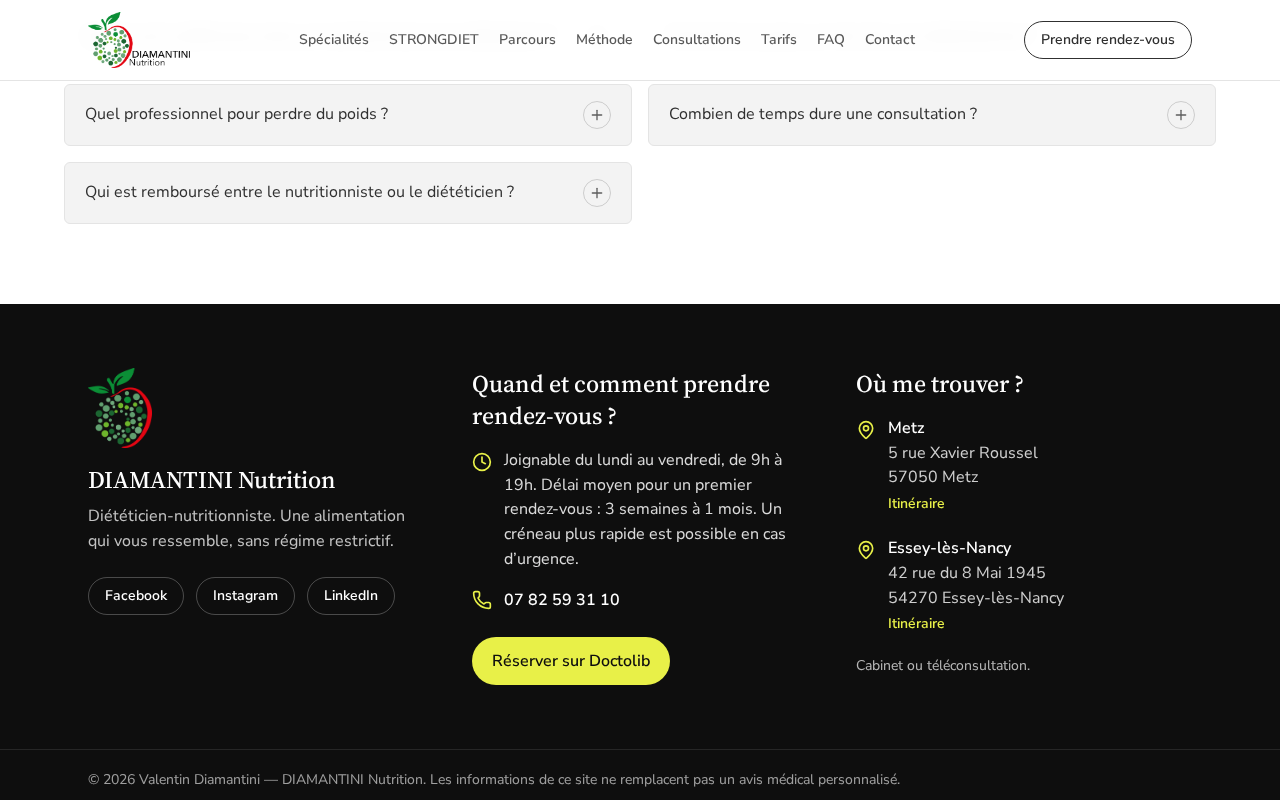 DIAMANTINI
Nutrition
Spécialités STRONGDIET Parcours Méthode Consultations Tarifs FAQ Contact
Prendre rendez-vous
Quel professionnel pour perdre du poids ?
Combien de temps dure une consultation ?
Qui est remboursé entre le nutritionniste ou le diététicien ?
DIAMANTINI Nutrition
Diététicien-nutritionniste. Une alimentation
qui vous ressemble, sans régime restrictif.
Facebook Instagram LinkedIn
Quand et comment prendre
rendez-vous ?
Joignable du lundi au vendredi, de 9h à
19h. Délai moyen pour un premier
rendez-vous : 3 semaines à 1 mois. Un
créneau plus rapide est possible en cas
d’urgence.
07 82 59 31 10
Réserver sur Doctolib
Où me trouver ?
Metz
5 rue Xavier Roussel
57050 Metz
Itinéraire
Essey-lès-Nancy
42 rue du 8 Mai 1945
54270 Essey-lès-Nancy
Itinéraire
Cabinet ou téléconsultation.
© 2026 Valentin Diamantini — DIAMANTINI Nutrition. Les informations de ce site ne remplacent pas un avis médical personnalisé.